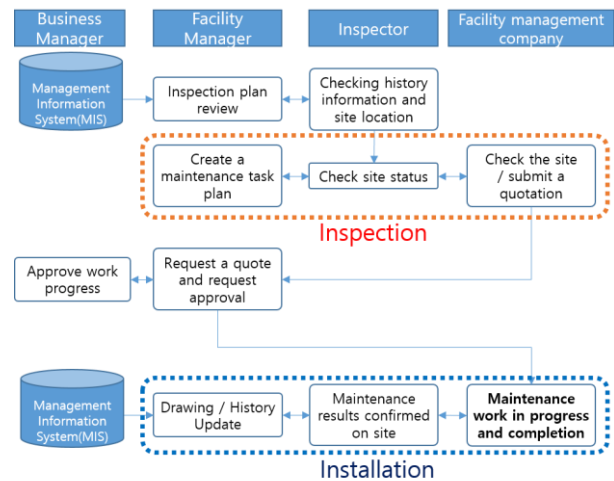 Business
Manager
Facility
Manager
Inspector
Facility management
company
Management
Information
System(MIS)
Inspection plan
review
Checking history
information and
site location
Create a
maintenance task
plan
Check site status
Check the site
/ submit a
quotation
Inspection
Approve work
progress
Request a quote
and request
approval
Management
Information
System(MIS)
Drawing / History
Update
Maintenance
results confirmed
on site
Maintenance
work in progress
and completion
Installation